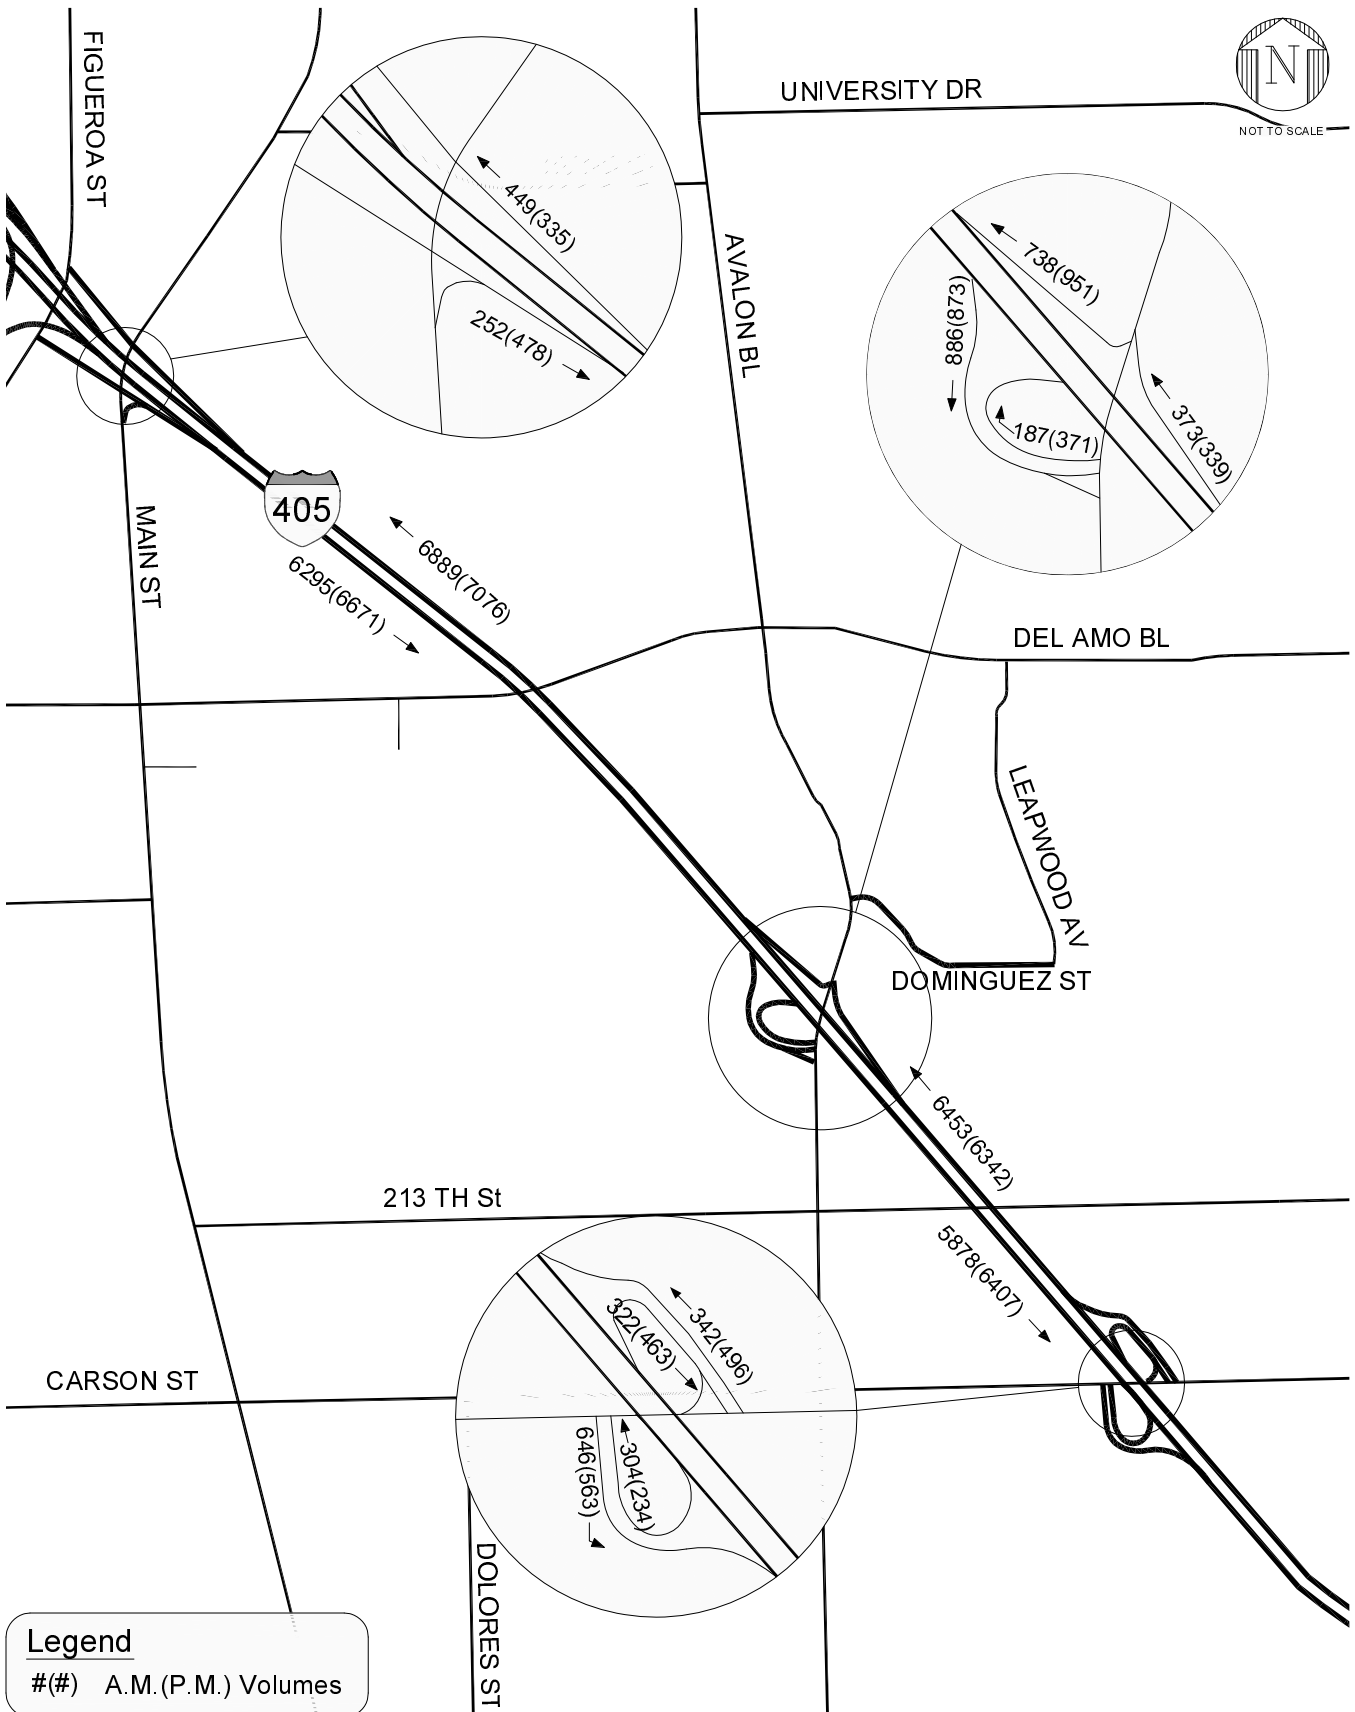 FIGUEROA ST
UNIVERSITY DR
N
NOT TO SCALE
449(335)
252(478)
AVALON BL
738(951)
886(873)
187(371)
373(339)
405
MAIN ST
6889(7076)
6295(6671)
DEL AMO BL
LEAPWOOD AV
DOMINGUEZ ST
6453(6342)
213 TH St
5878(6407)
322(463)
342(496)
CARSON ST
646(563)
304(234)
DOLORES ST
Legend
#(#) A.M.(P.M.) Volumes